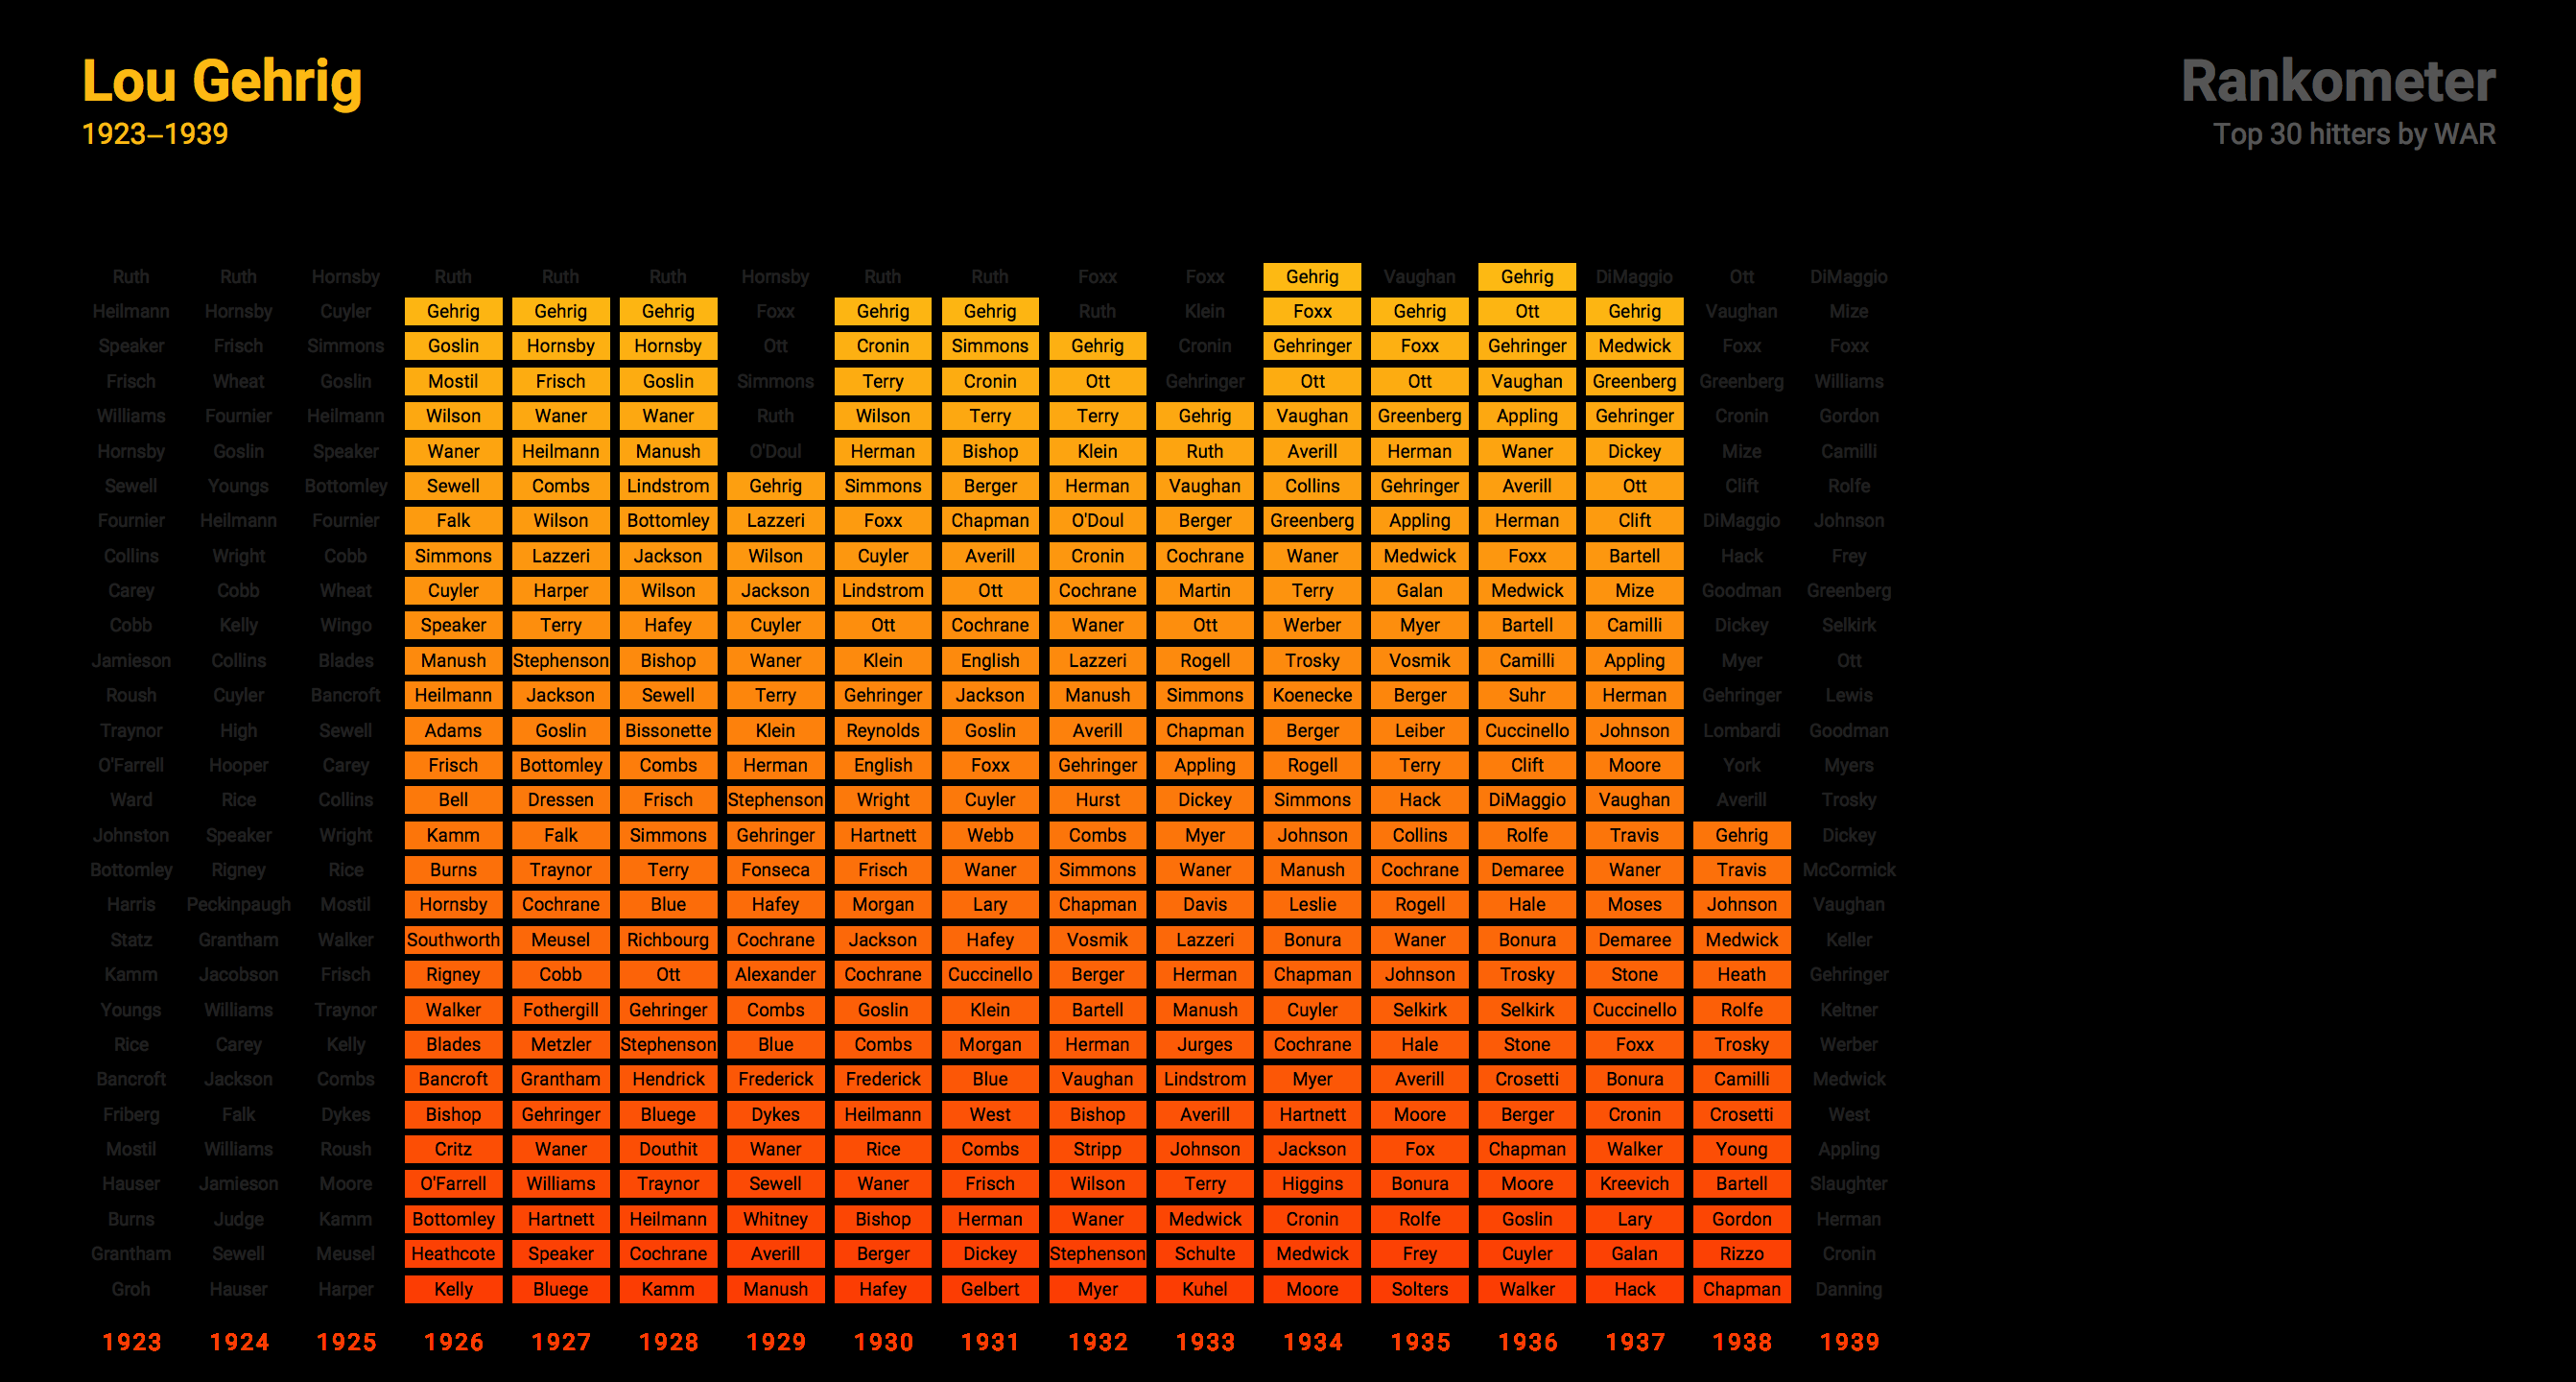 Lou Gehrig
1923–1939
Rankometer
Top 30 hitters by WAR
Ruth Ruth Hornsby Ruth Ruth Ruth Hornsby Ruth Ruth Foxx Foxx Gehrig Vaughan Gehrig DiMaggio Ott DiMaggio
Heilmann Hornsby Cuyler Gehrig Gehrig Gehrig Foxx Gehrig Gehrig Ruth Klein Foxx Gehrig Ott Gehrig Vaughan Mize
Speaker Frisch Simmons Goslin Hornsby Hornsby Ott Cronin Simmons Gehrig Cronin Gehringer Foxx Gehringer Medwick Foxx Foxx
Frisch Wheat Goslin Mostil Frisch Goslin Simmons Terry Cronin Ott Gehringer Ott Ott Vaughan Greenberg Greenberg Williams
Williams Fournier Heilmann Wilson Waner Waner Ruth Wilson Terry Terry Gehrig Vaughan Greenberg Appling Gehringer Cronin Gordon
Hornsby Goslin Speaker Waner Heilmann Manush O'Doul Herman Bishop Klein Ruth Averill Herman Waner Dickey Mize Camilli
Sewell Youngs Bottomley Sewell Combs Lindstrom Gehrig Simmons Berger Herman Vaughan Collins Gehringer Averill Ott Clift Rolfe
Fournier Heilmann Fournier Falk Wilson Bottomley Lazzeri Foxx Chapman O'Doul Berger Greenberg Appling Herman Clift DiMaggio Johnson
Collins Wright Cobb Simmons Lazzeri Jackson Wilson Cuyler Averill Cronin Cochrane Waner Medwick Foxx Bartell Hack Frey
Carey Cobb Wheat Cuyler Harper Wilson Jackson Lindstrom Ott Cochrane Martin Terry Galan Medwick Mize Goodman Greenberg
Cobb Kelly Wingo Speaker Terry Hafey Cuyler Ott Cochrane Waner Ott Werber Myer Bartell Camilli Dickey Selkirk
Jamieson Collins Blades Manush Stephenson Bishop Waner Klein English Lazzeri Rogell Trosky Vosmik Camilli Appling Myer Ott
Roush Cuyler Bancroft Heilmann Jackson Sewell Terry Gehringer Jackson Manush Simmons Koenecke Berger Suhr Herman Gehringer Lewis
Traynor High Sewell Adams Goslin Bissonette Klein Reynolds Goslin Averill Chapman Berger Leiber Cuccinello Johnson Lombardi Goodman
O'Farrell Hooper Carey Frisch Bottomley Combs Herman English Foxx Gehringer Appling Rogell Terry Clift Moore York Myers
Ward Rice Collins Bell Dressen Frisch Stephenson Wright Cuyler Hurst Dickey Simmons Hack DiMaggio Vaughan Averill Trosky
Johnston Speaker Wright Kamm Falk Simmons Gehringer Hartnett Webb Combs Myer Johnson Collins Rolfe Travis Gehrig Dickey
Bottomley Rigney Rice Burns Traynor Terry Fonseca Frisch Waner Simmons Waner Manush Cochrane Demaree Waner Travis McCormick
Harris Peckinpaugh Mostil Hornsby Cochrane Blue Hafey Morgan Lary Chapman Davis Leslie Rogell Hale Moses Johnson Vaughan
Statz Grantham Walker Southworth Meusel Richbourg Cochrane Jackson Hafey Vosmik Lazzeri Bonura Waner Bonura Demaree Medwick Keller
Kamm Jacobson Frisch Rigney Cobb Ott Alexander Cochrane Cuccinello Berger Herman Chapman Johnson Trosky Stone Heath Gehringer
Youngs Williams Traynor Walker Fothergill Gehringer Combs Goslin Klein Bartell Manush Cuyler Selkirk Selkirk Cuccinello Rolfe Keltner
Rice Carey Kelly Blades Metzler Stephenson Blue Combs Morgan Herman Jurges Cochrane Hale Stone Foxx Trosky Werber
Bancroft Jackson Combs Bancroft Grantham Hendrick Frederick Frederick Blue Vaughan Lindstrom Myer Averill Crosetti Bonura Camilli Medwick
Friberg Falk Dykes Bishop Gehringer Bluege Dykes Heilmann West Bishop Averill Hartnett Moore Berger Cronin Crosetti West
Mostil Williams Roush Critz Waner Douthit Waner Rice Combs Stripp Johnson Jackson Fox Chapman Walker Young Appling
Hauser Jamieson Moore O'Farrell Williams Traynor Sewell Waner Frisch Wilson Terry Higgins Bonura Moore Kreevich Bartell Slaughter
Burns Judge Kamm Bottomley Hartnett Heilmann Whitney Bishop Herman Waner Medwick Cronin Rolfe Goslin Lary Gordon Herman
Grantham Sewell Meusel Heathcote Speaker Cochrane Averill Berger Dickey Stephenson Schulte Medwick Frey Cuyler Galan Rizzo Cronin
Groh Hauser Harper Kelly Bluege Kamm Manush Hafey Gelbert Myer Kuhel Moore Solters Walker Hack Chapman Danning
1923 1924 1925 1926 1927 1928 1929 1930 1931 1932 1933 1934 1935 1936 1937 1938 1939